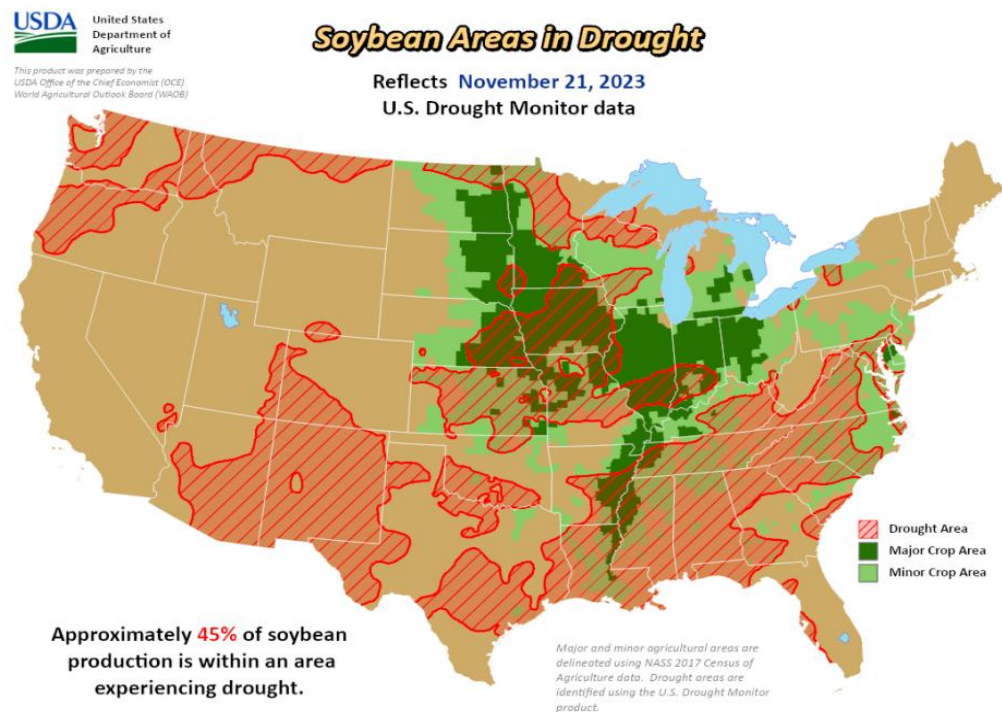 USDA
United States
Department of
Agriculture
This product was prepared by the
USDA Office of the Chief Economist (OCE)
World Agricultural Outlook Board (WAOB)
Soybean Areas in Drought
Reflects November 21, 2023
U.S. Drought Monitor data
Drought Area
Major Crop Area
Minor Crop Area
Approximately 45% of soybean
production is within an area
experiencing drought.
Major and minor agricultural areas are
delineated using NASS 2017 Census of
Agriculture data. Drought areas are
identified using the U.S. Drought Monitor
product.